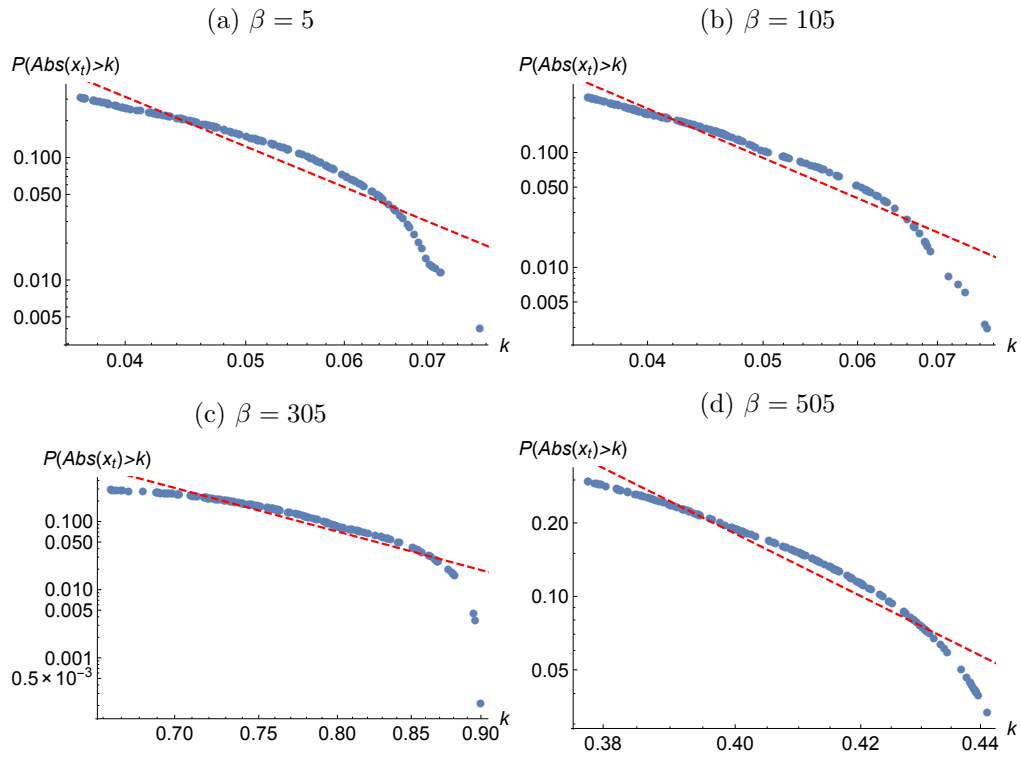 (a) β = 5
P(Abs(x_t)>k)
0.100
0.050
0.010
0.005
0.04 0.05 0.06 0.07 k
(b) β = 105
P(Abs(x_t)>k)
0.100
0.050
0.010
0.005
0.04 0.05 0.06 0.07 k
(c) β = 305
P(Abs(x_t)>k)
0.100
0.050
0.010
0.005
0.001
0.5×10⁻³
0.70 0.75 0.80 0.85 0.90 k
(d) β = 505
P(Abs(x_t)>k)
0.20
0.10
0.05
0.38 0.40 0.42 0.44 k